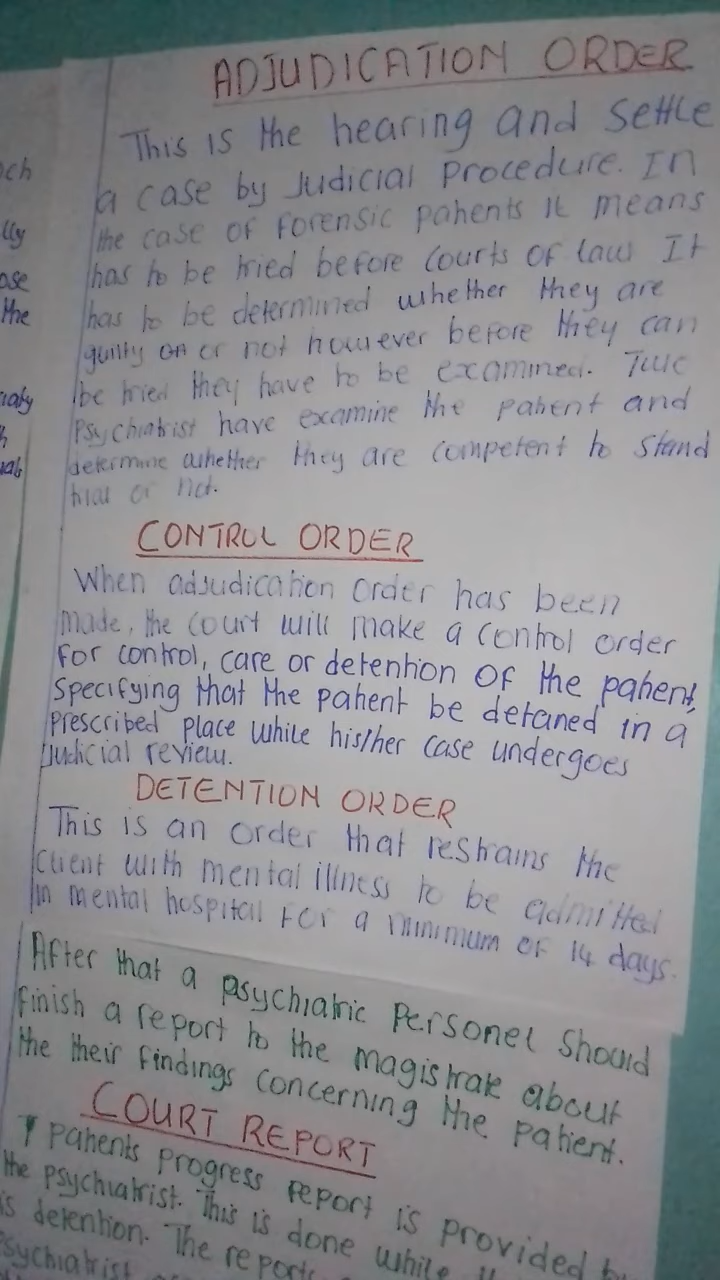 ADJUDICATION ORDER
This is the hearing and settle
a case by Judicial Procedure. In
the case of forensic patients it means
has to be tried before courts of law It
has to be determined whether they are
guilty on or not however before they can
be tried they have to be examined. Two
Psychiatrist have examine the patient and
determine whether they are competent to stand
trial or not.
CONTROL ORDER
When adjudication order has been
made, the court will make a control order
for control, care or detention of the patient,
Specifying that the patient be detaned in a
prescribed place while his/her case undergoes
judicial review.
DETENTION ORDER
This is an order that restrains the
client with mental illness to be admitted
in mental hospital for a minimum of 14 days.
After that a psychiatric Personel should
finish a report to the magistrate about
the their findings concerning the patient.
COURT REPORT
patients progress report is provided
the psychiatrist. This is done while
is detention. The report
psychiatrist
och
lly
ose
the